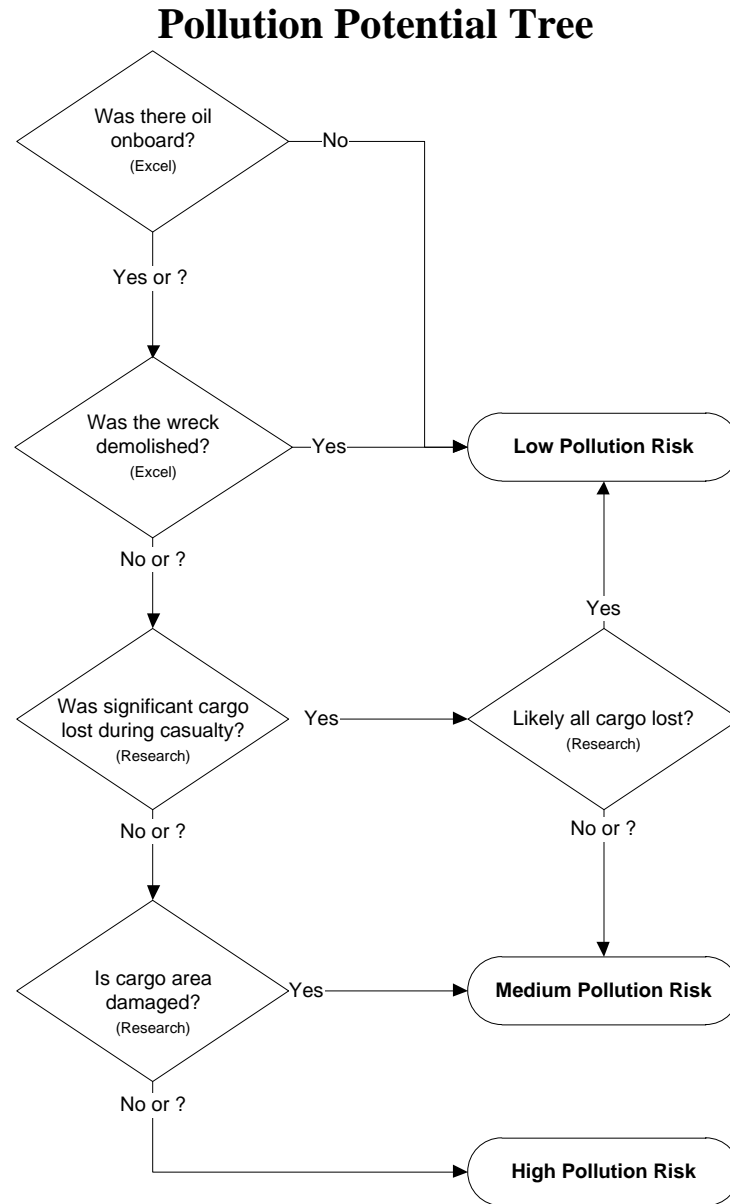 Pollution Potential Tree
Was there oil
onboard?
(Excel)
No
Yes or ?
Was the wreck
demolished?
(Excel)
Yes
Low Pollution Risk
No or ?
Yes
Was significant cargo
lost during casualty?
(Research)
Yes
Likely all cargo lost?
(Research)
No or ?
No or ?
Is cargo area
damaged?
(Research)
Yes
Medium Pollution Risk
No or ?
High Pollution Risk